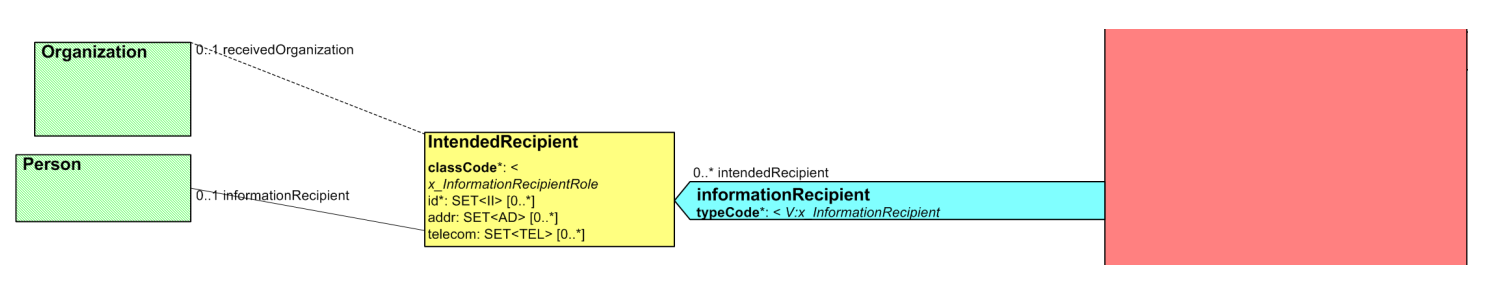 Organization
0..1 receivedOrganization
Person
0..1 informationRecipient
IntendedRecipient
classCode*: <
x_InformationRecipientRole
id*: SET<II> [0..*]
addr: SET<AD> [0..*]
telecom: SET<TEL> [0..*]
0..* intendedRecipient
informationRecipient
typeCode*: < V:x_InformationRecipient